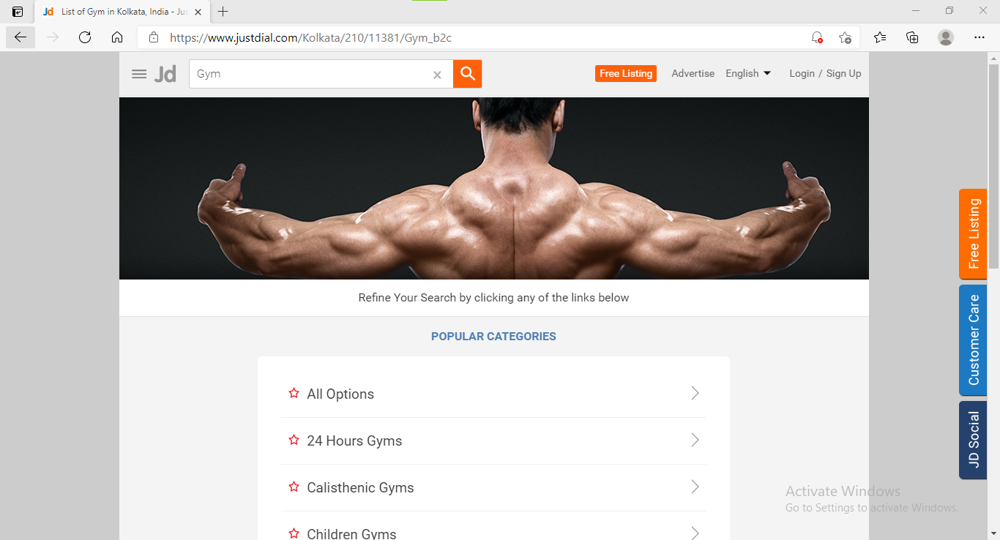 List of Gym in Kolkata, India - Jus
https://www.justdial.com/Kolkata/210/11381/Gym_b2c
Jd
Gym
Free Listing
Advertise
English
Login / Sign Up
Refine Your Search by clicking any of the links below
POPULAR CATEGORIES
All Options
24 Hours Gyms
Calisthenic Gyms
Children Gyms
Free Listing
Customer Care
JD Social
Activate Windows
Go to Settings to activate Windows.